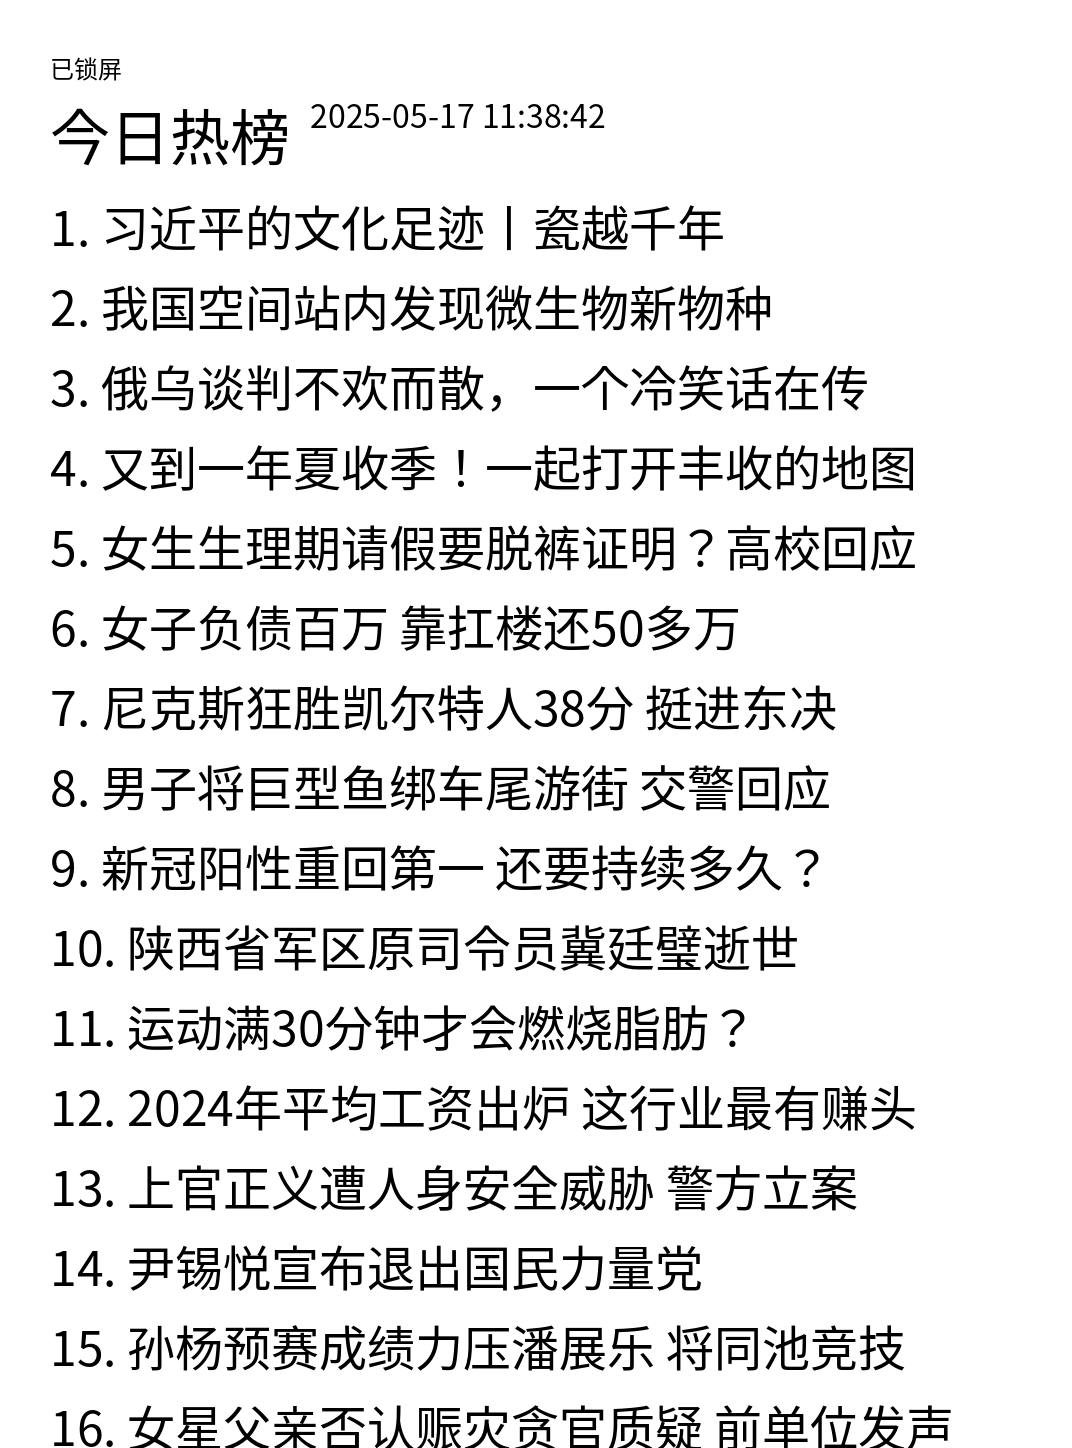 已锁屏
今日热榜 2025-05-17 11:38:42
1. 习近平的文化足迹丨瓷越千年
2. 我国空间站内发现微生物新物种
3. 俄乌谈判不欢而散，一个冷笑话在传
4. 又到一年夏收季！一起打开丰收的地图
5. 女生生理期请假要脱裤证明？高校回应
6. 女子负债百万 靠扛楼还50多万
7. 尼克斯狂胜凯尔特人38分 挺进东决
8. 男子将巨型鱼绑车尾游街 交警回应
9. 新冠阳性重回第一 还要持续多久？
10. 陕西省军区原司令员冀廷璧逝世
11. 运动满30分钟才会燃烧脂肪？
12. 2024年平均工资出炉 这行业最有赚头
13. 上官正义遭人身安全威胁 警方立案
14. 尹锡悦宣布退出国民力量党
15. 孙杨预赛成绩力压潘展乐 将同池竞技
16. 女星父亲否认赈灾贪官质疑 前单位发声